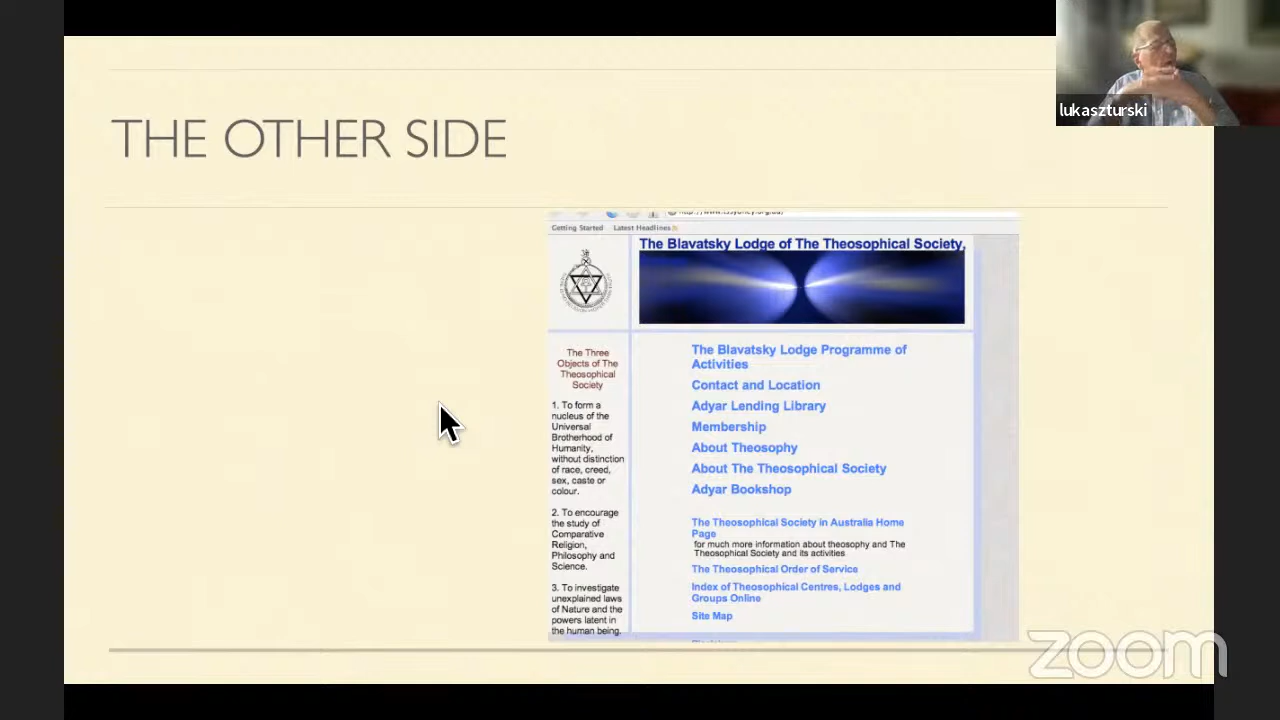 lukaszturski
THE OTHER SIDE
Getting Started Latest Headlines
The Blavatsky Lodge of The Theosophical Society,
The Three
Objects of The
Theosophical
Society
1. To form a
nucleus of the
Universal
Brotherhood of
Humanity,
without distinction
of race, creed,
sex, caste or
colour.
2. To encourage
the study of
Comparative
Religion,
Philosophy and
Science.
3. To investigate
unexplained laws
of Nature and the
powers latent in
the human being.
The Blavatsky Lodge Programme of
Activities
Contact and Location
Adyar Lending Library
Membership
About Theosophy
About The Theosophical Society
Adyar Bookshop
The Theosophical Society in Australia Home
Page
for much more information about theosophy and The
Theosophical Society and its activities
The Theosophical Order of Service
Index of Theosophical Centres, Lodges and
Groups Online
Site Map
zoom